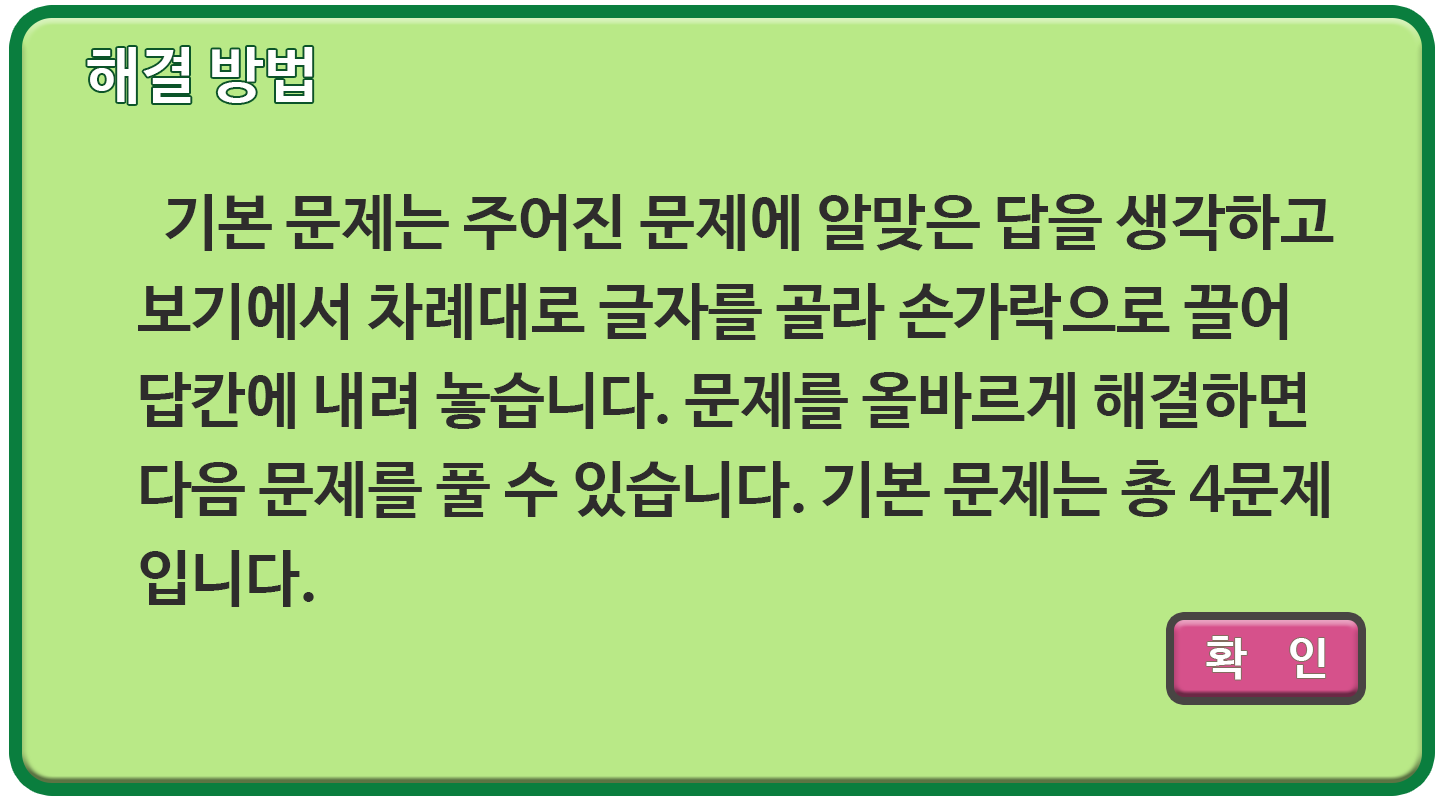 해결 방법
기본 문제는 주어진 문제에 알맞은 답을 생각하고
보기에서 차례대로 글자를 골라 손가락으로 끌어
답칸에 내려 놓습니다. 문제를 올바르게 해결하면
다음 문제를 풀 수 있습니다. 기본 문제는 총 4문제
입니다.
확 인